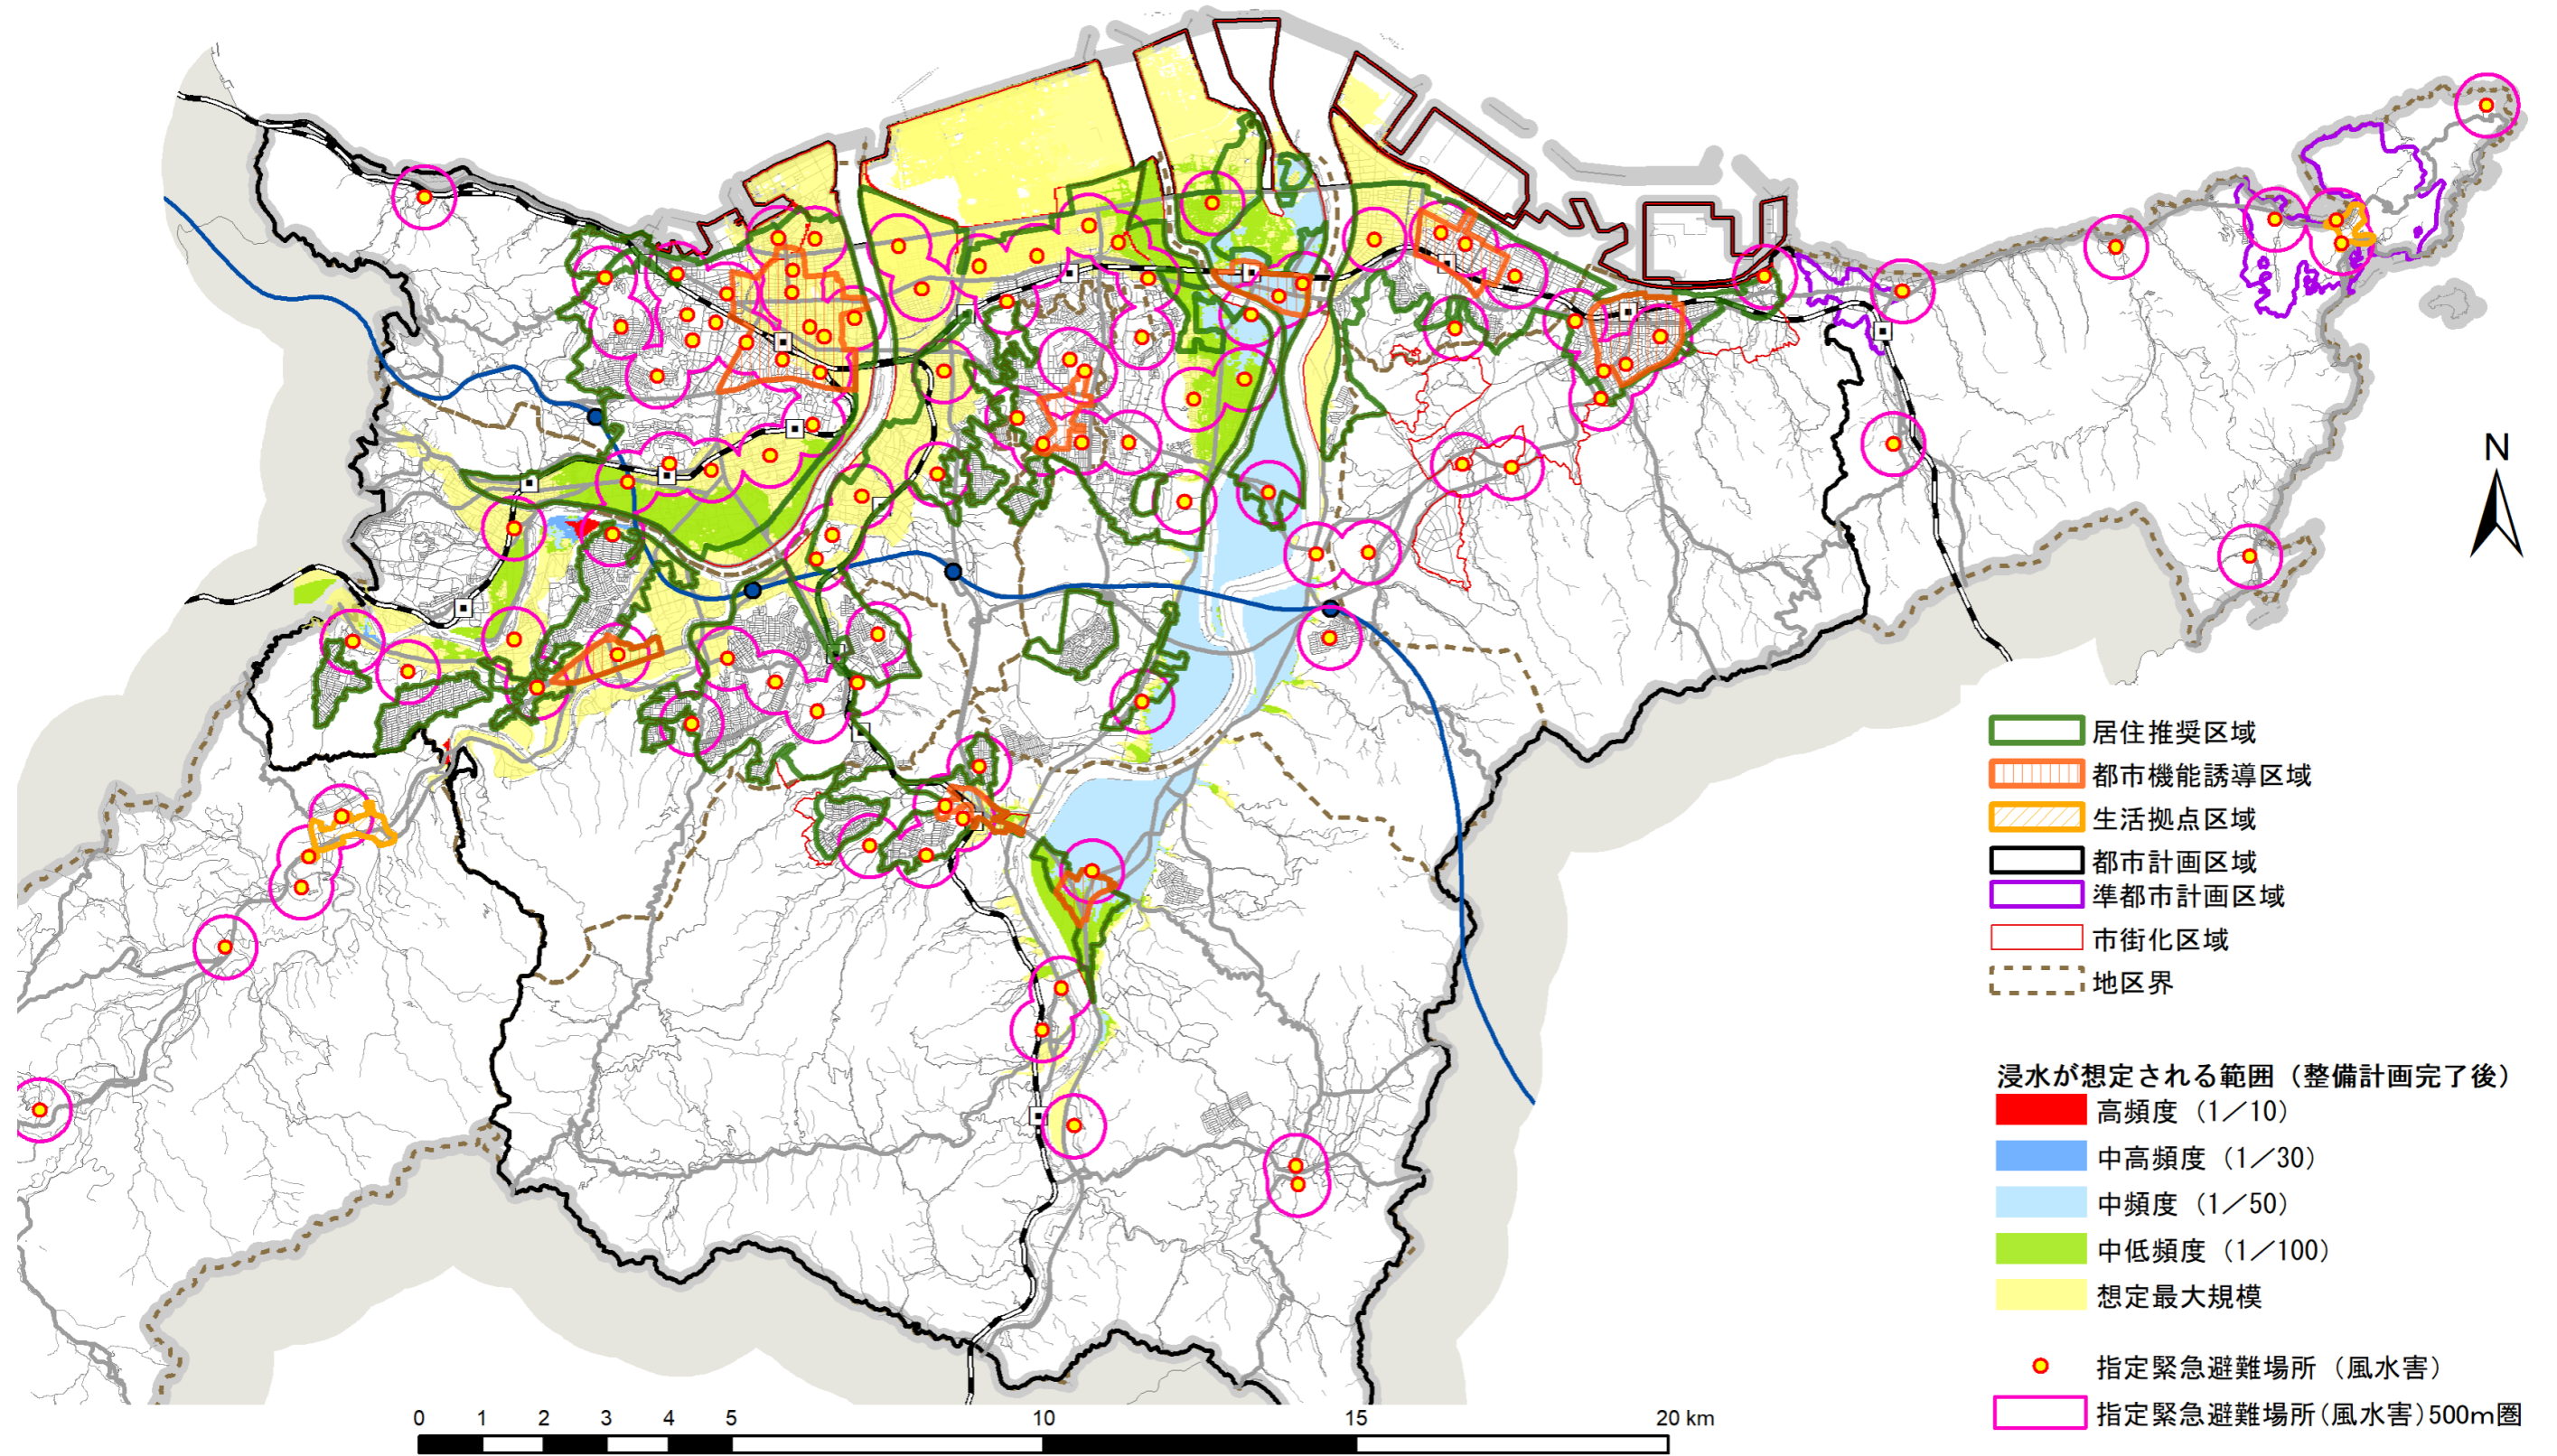 N
居住推奨区域
都市機能誘導区域
生活拠点区域
都市計画区域
準都市計画区域
市街化区域
地区界
浸水が想定される範囲（整備計画完了後）
高頻度（1／10）
中高頻度（1／30）
中頻度（1／50）
中低頻度（1／100）
想定最大規模
指定緊急避難場所（風水害）
指定緊急避難場所(風水害)500m圏
0 1 2 3 4 5 10 15 20 km